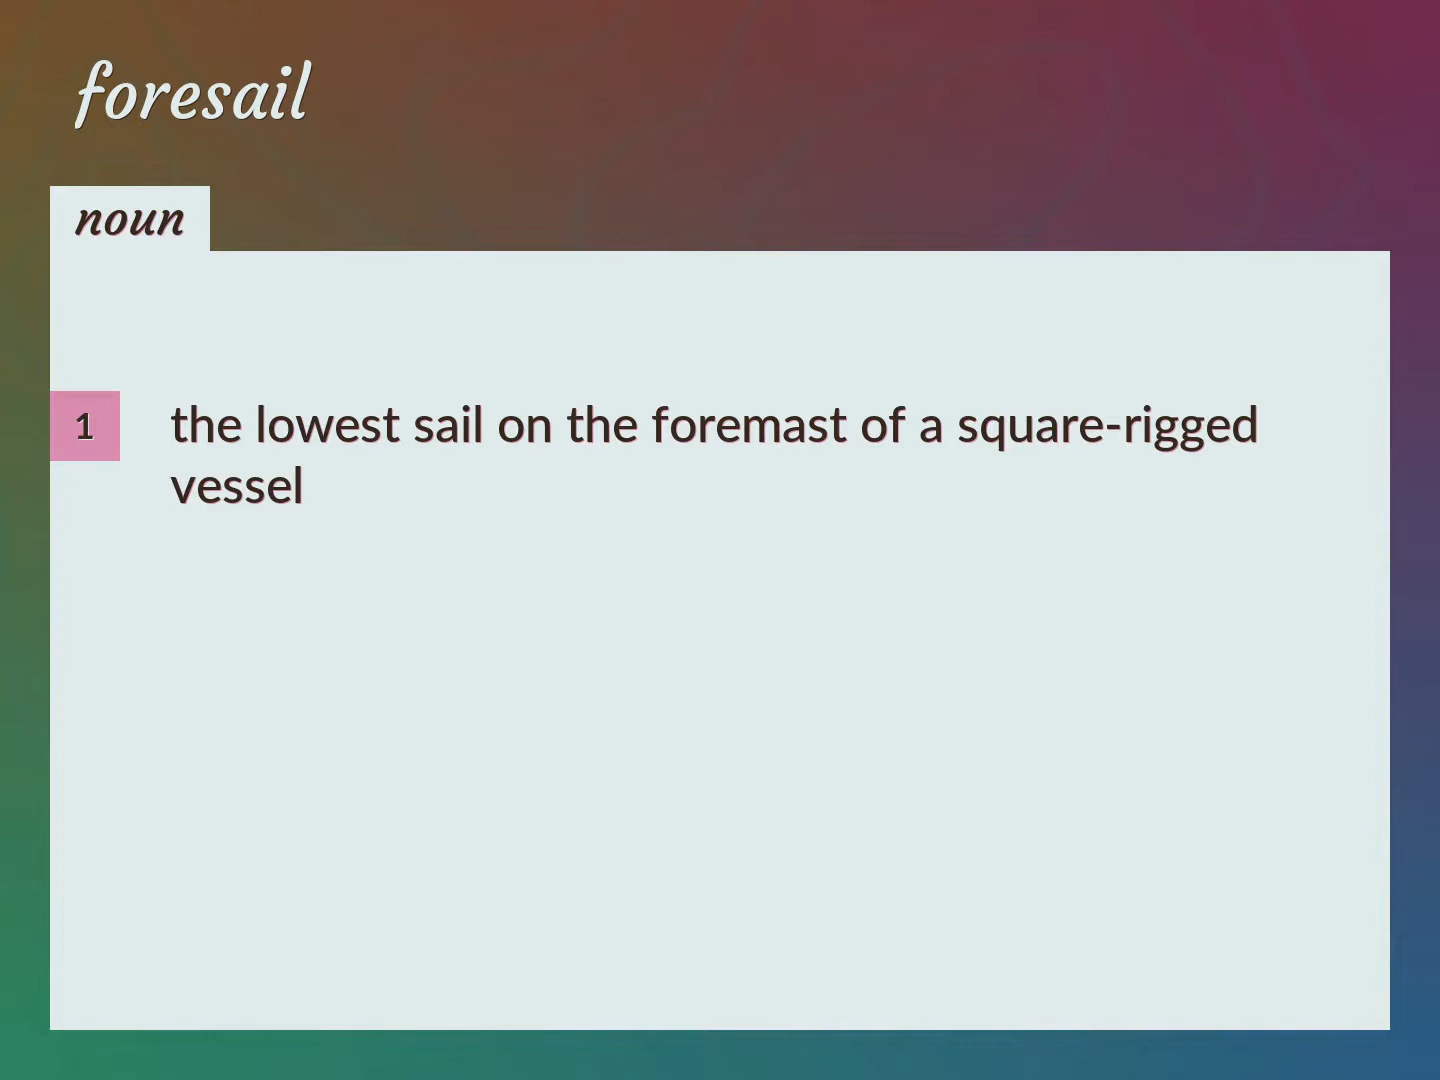 foresail
noun
1 the lowest sail on the foremast of a square-rigged
vessel